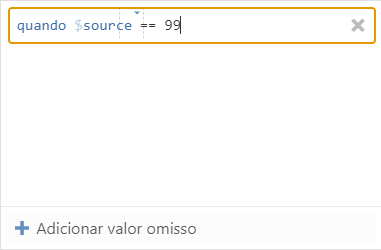 quando $source == 99
Adicionar valor omisso